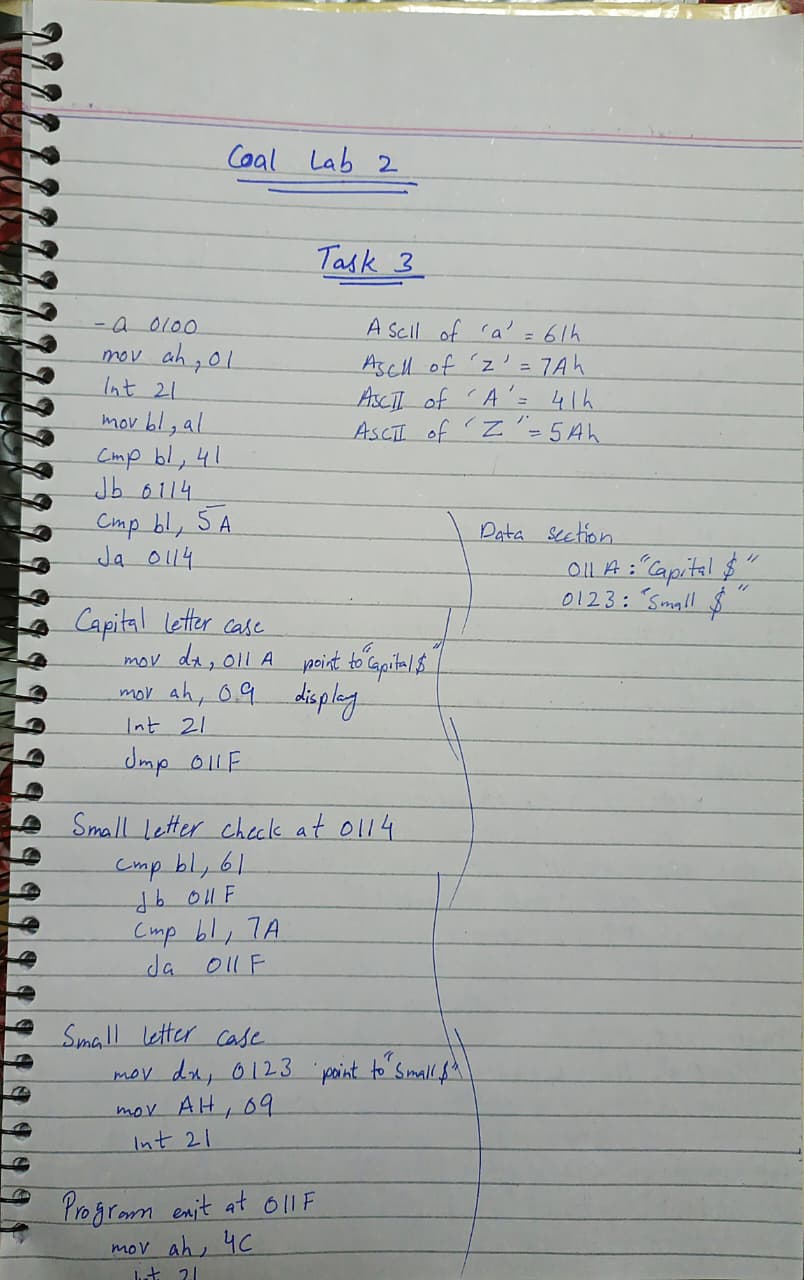 Coal Lab 2
Task 3
-a 0100
mov ah, 01
Int 21
mov bl, al
cmp bl, 41
Jb 0114
Cmp bl, 5A
Ja 0114
ASCII of 'a' = 61h
ASCII of 'z' = 7Ah
ASCII of 'A' = 41h
ASCII of 'Z" = 5Ah
Data section
011A : "Capital $"
0123 : "Small $"
Capital letter case
mov dx, 011A point to "Capital$"
mov ah, 09 display
Int 21
Jmp 011F
Small letter check at 0114
cmp bl, 61
Jb 011F
Cmp bl, 7A
Ja 011F
Small letter case
mov dx, 0123 point to "Small$"
mov AH, 09
Int 21
Program exit at 011F
mov ah, 4C
Int 21